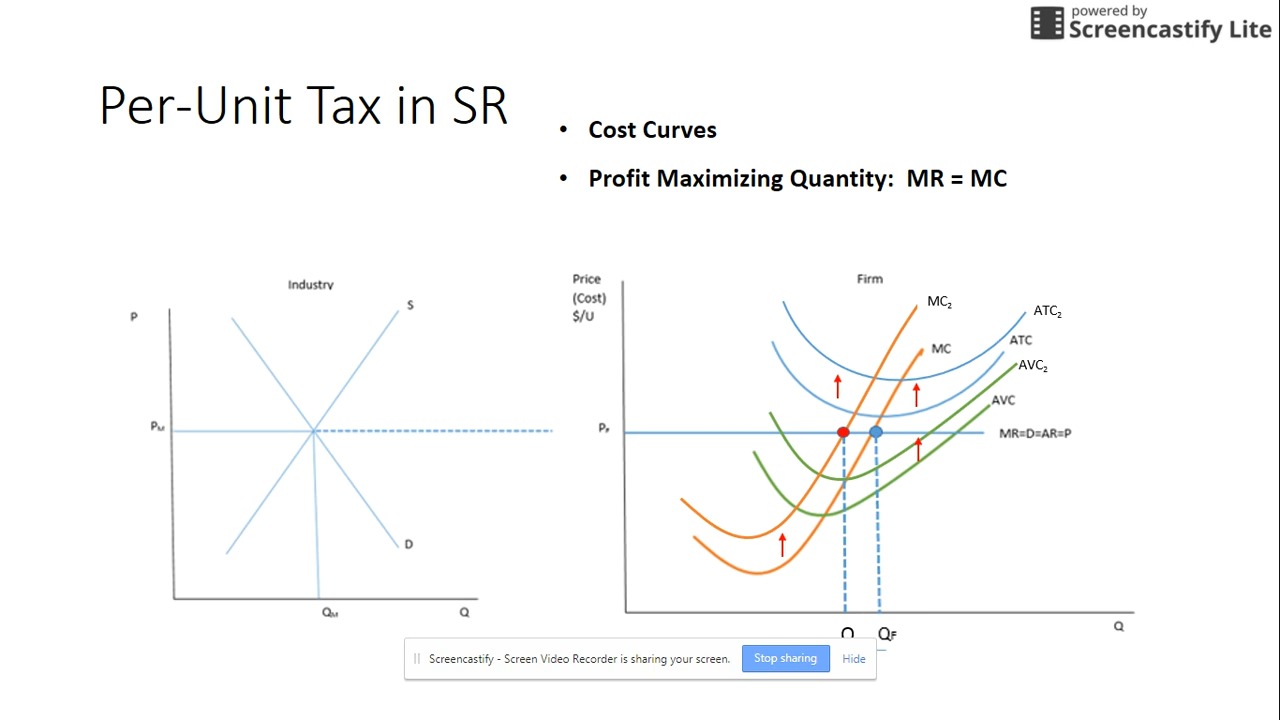 powered by
Screencastify Lite
Per-Unit Tax in SR
• Cost Curves
• Profit Maximizing Quantity: MR = MC
Industry
P
S
PM
D
QM
Q
Firm
Price
(Cost)
$/U
MC2
ATC2
MC
ATC
AVC2
AVC
PF
MR=D=AR=P
Q
QF
Q
Screencastify - Screen Video Recorder is sharing your screen.
Stop sharing
Hide